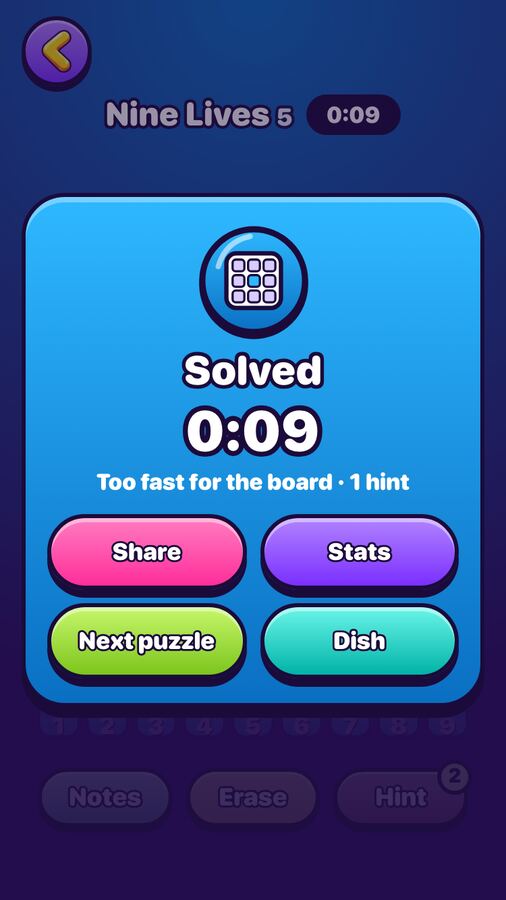 Nine Lives 5 0:09
Solved
0:09
Too fast for the board · 1 hint
Share Stats
Next puzzle Dish
1 2 3 4 5 6 7 8 9
Notes Erase Hint 2